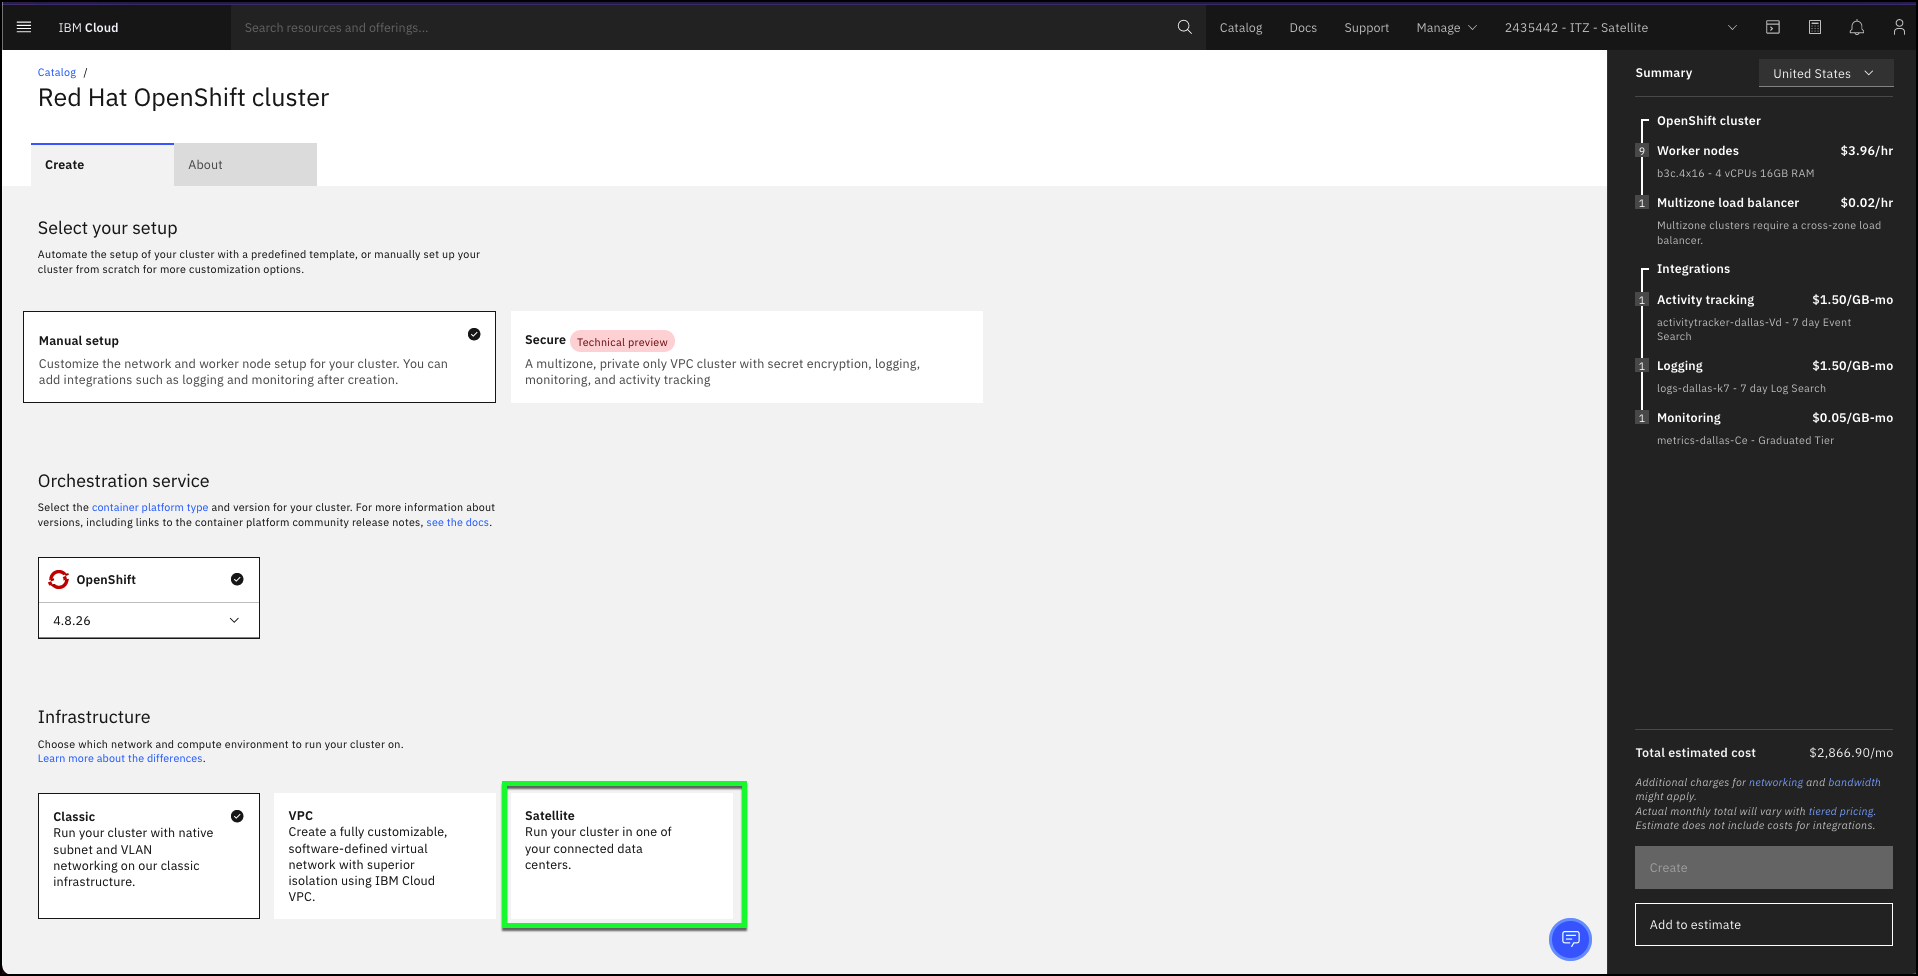 IBM Cloud
Search resources and offerings...
Catalog
Docs
Support
Manage
2435442 - ITZ - Satellite
Catalog /
Red Hat OpenShift cluster
Create
About
Select your setup
Automate the setup of your cluster with a predefined template, or manually set up your
cluster from scratch for more customization options.
Manual setup
Customize the network and worker node setup for your cluster. You can
add integrations such as logging and monitoring after creation.
Secure Technical preview
A multizone, private only VPC cluster with secret encryption, logging,
monitoring, and activity tracking
Orchestration service
Select the container platform type and version for your cluster. For more information about
versions, including links to the container platform community release notes, see the docs.
OpenShift
4.8.26
Infrastructure
Choose which network and compute environment to run your cluster on.
Learn more about the differences.
Classic
Run your cluster with native
subnet and VLAN
networking on our classic
infrastructure.
VPC
Create a fully customizable,
software-defined virtual
network with superior
isolation using IBM Cloud
VPC.
Satellite
Run your cluster in one of
your connected data
centers.
Summary
United States
OpenShift cluster
9 Worker nodes $3.96/hr
b3c.4x16 - 4 vCPUs 16GB RAM
1 Multizone load balancer $0.02/hr
Multizone clusters require a cross-zone load
balancer.
Integrations
1 Activity tracking $1.50/GB-mo
activitytracker-dallas-Vd - 7 day Event
Search
1 Logging $1.50/GB-mo
logs-dallas-k7 - 7 day Log Search
1 Monitoring $0.05/GB-mo
metrics-dallas-Ce - Graduated Tier
Total estimated cost $2,866.90/mo
Additional charges for networking and bandwidth
might apply.
Actual monthly total will vary with tiered pricing.
Estimate does not include costs for integrations.
Create
Add to estimate